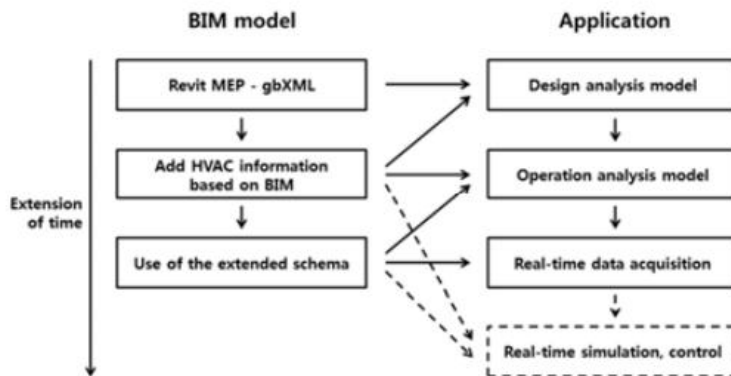 BIM model
Application
Revit MEP - gbXML
Design analysis model
Add HVAC information
based on BIM
Operation analysis model
Extension
of time
Use of the extended schema
Real-time data acquisition
Real-time simulation, control